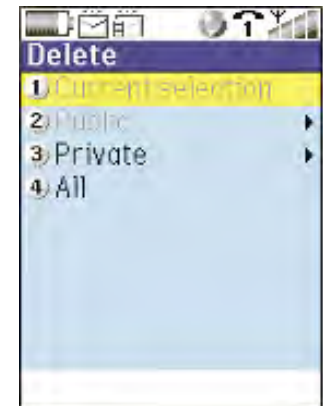 Delete
1) Current selection
2) Public
3) Private
4) All